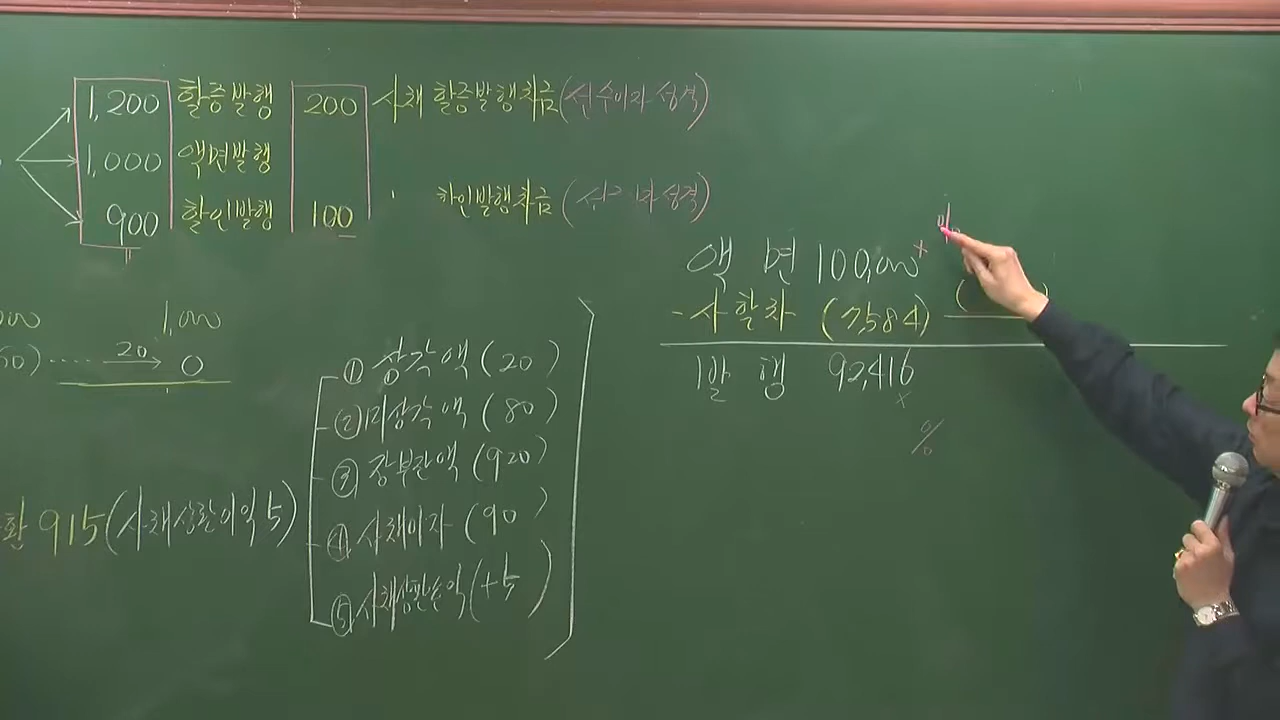 1,200 할증발행 200 사채 할증발행차금 (선수이자 성격)
1,000 액면발행
900 할인발행 100 할인발행차금 (선급이자 성격)
액 면 100,000 × %
- 사 할 차 (7,584) ( )
발 행 92,416
×
%
1,000
20
0
① 상각액 (20)
② 미상각액 (80)
③ 장부잔액 (920)
④ 사채이자 (90)
⑤ 사채상환손익 (+5)
환 915 (사채상환이익 5)